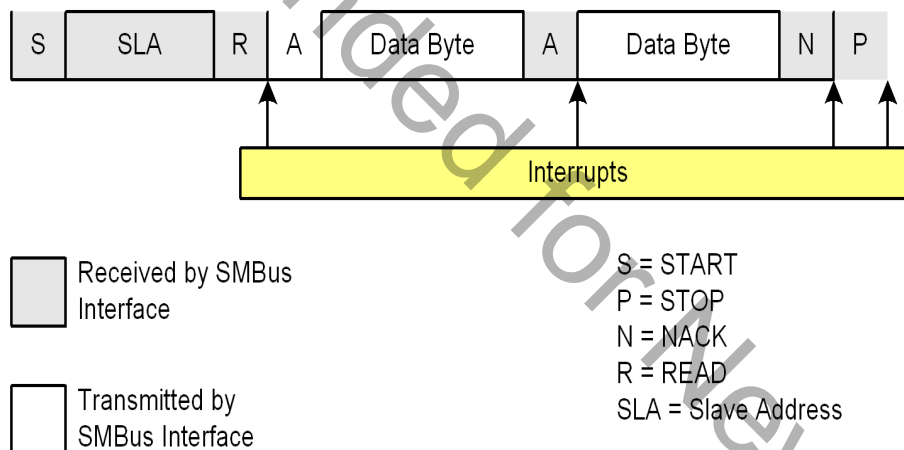 S SLA R A Data Byte A Data Byte N P
Interrupts
Received by SMBus
Interface
Transmitted by
SMBus Interface
S = START
P = STOP
N = NACK
R = READ
SLA = Slave Address
for